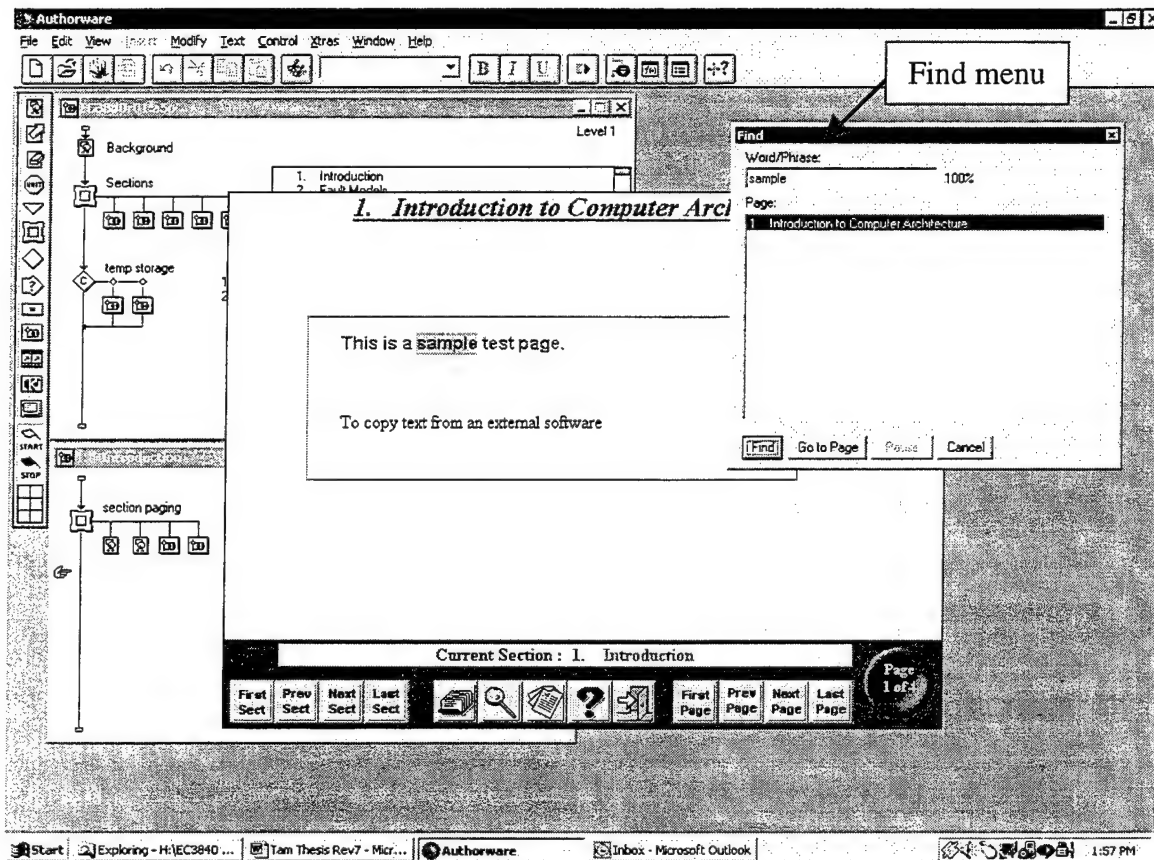 Authorware
File Edit View Insert Modify Text Control Xtras Window Help
B I U
Find menu
Level 1
Background
Sections
1. Introduction
2. Fault Models
temp storage
START
STOP
section paging
Find
Word/Phrase:
sample 100%
Page:
1 Introduction to Computer Architecture
Find Go to Page Pause Cancel
1. Introduction to Computer Arc
This is a sample test page.
To copy text from an external software
Current Section : 1. Introduction
First Sect Prev Sect Next Sect Last Sect
First Page Prev Page Next Page Last Page
Page
1 of
Start Exploring - H:\EC3840 ... Tam Thesis Rev7 - Micr... Authorware Inbox - Microsoft Outlook 1:57 PM